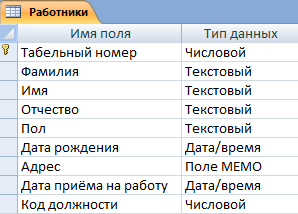 Работники
Имя поля Тип данных
Табельный номер Числовой
Фамилия Текстовый
Имя Текстовый
Отчество Текстовый
Пол Текстовый
Дата рождения Дата/время
Адрес Поле МЕМО
Дата приёма на работу Дата/время
Код должности Числовой